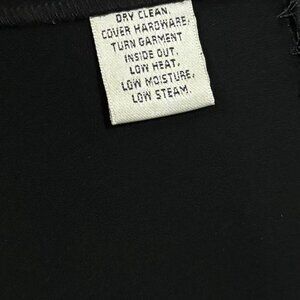 DRY CLEAN.
COVER HARDWARE,
TURN GARMENT
INSIDE OUT.
LOW HEAT,
LOW MOISTURE,
LOW STEAM.